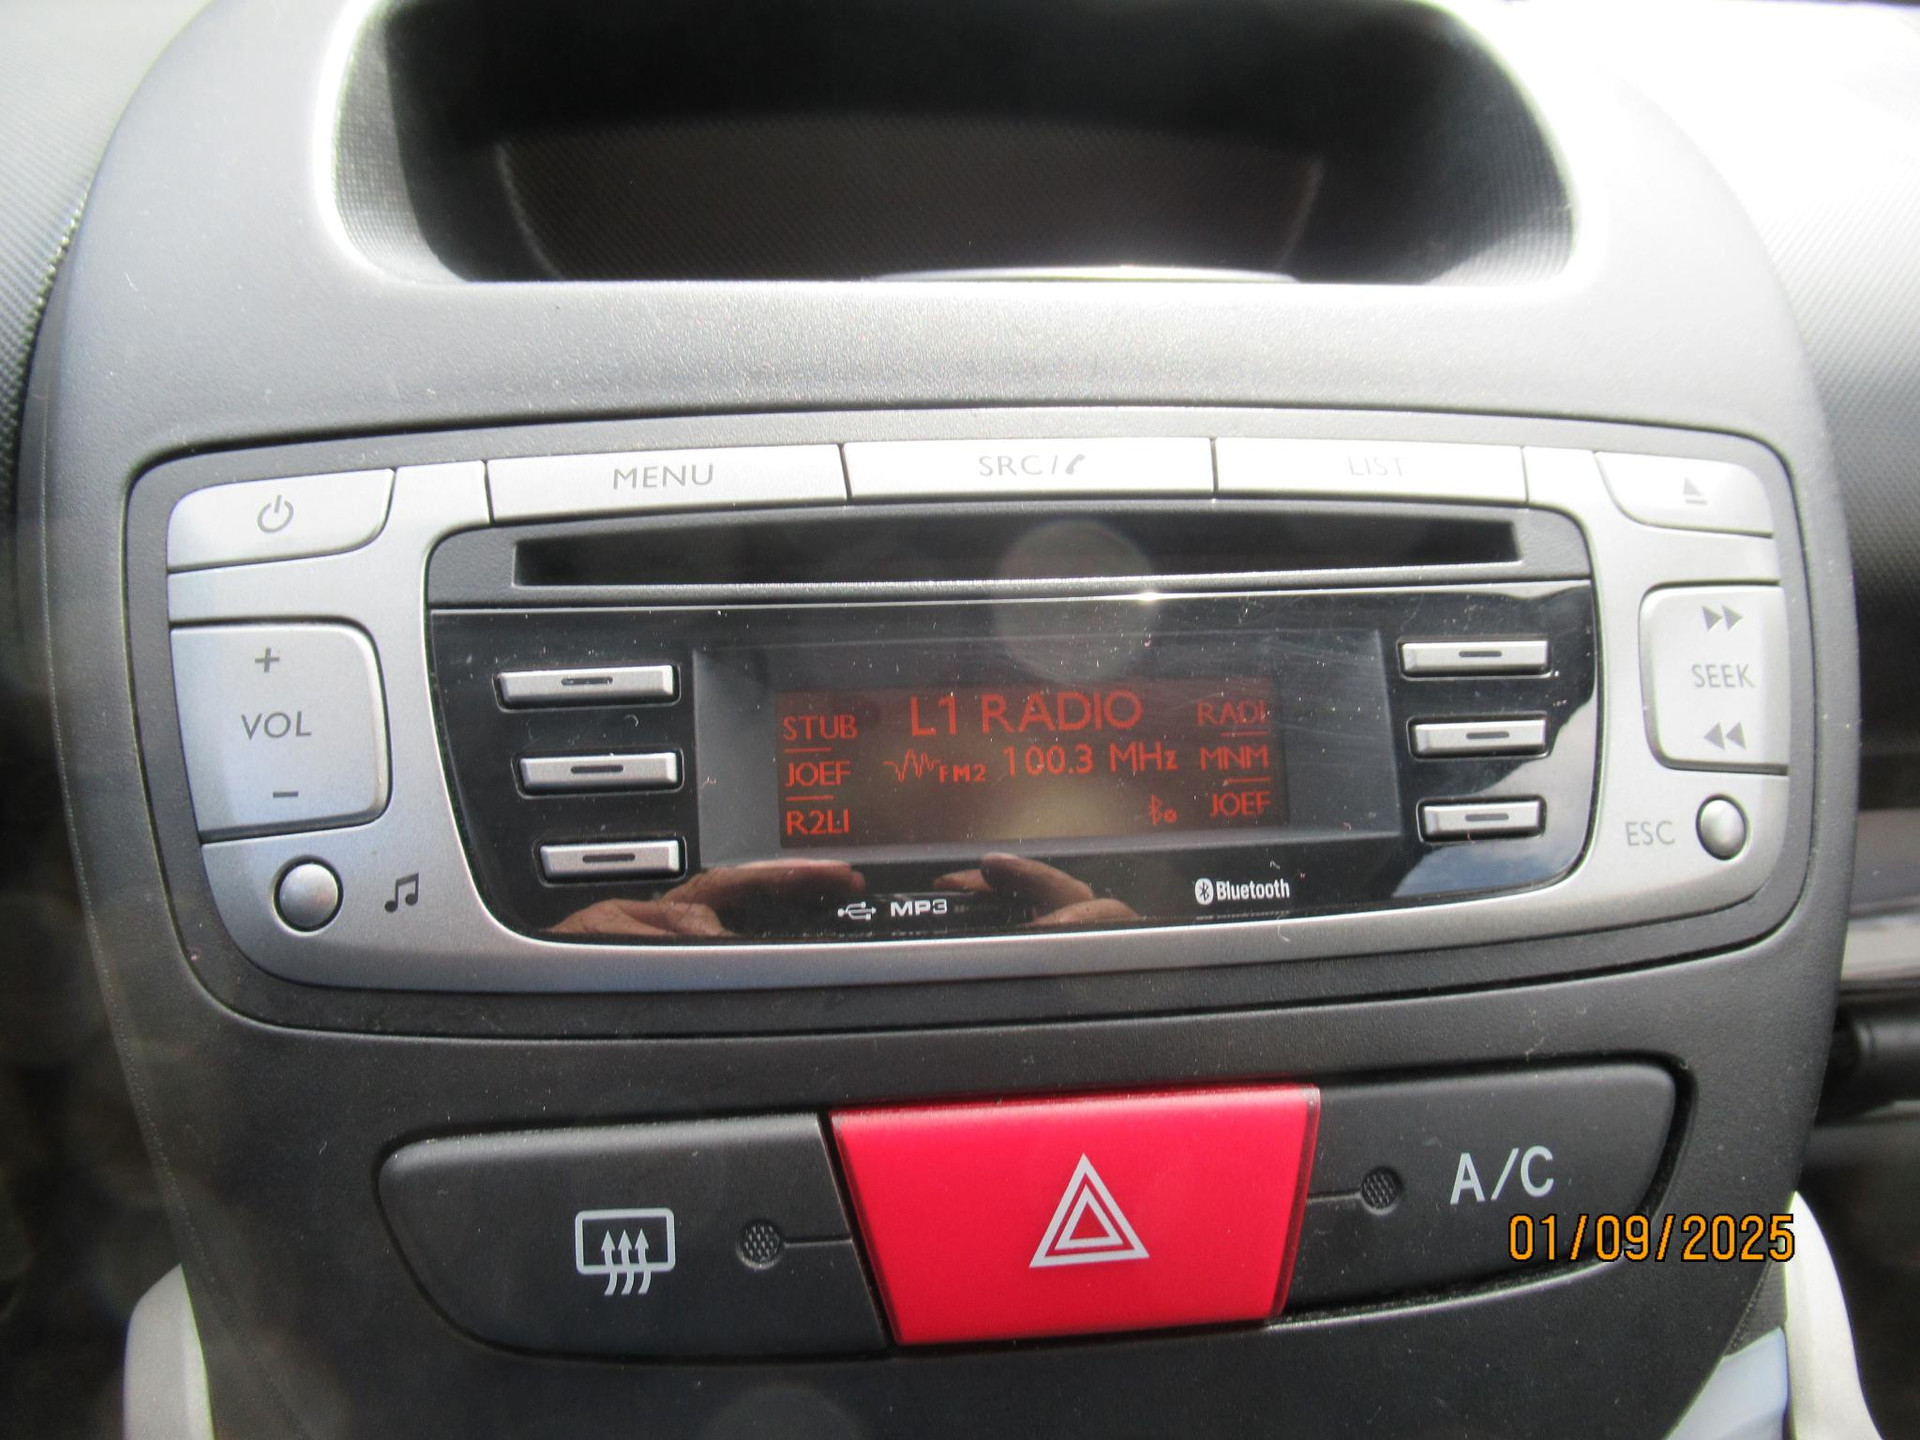 MENU
SRC/
LIST
+
VOL
-
SEEK
ESC
STUB
L1 RADIO
RADI
JOEF
FM2 100.3 MHz
MNM
R2LI
JOEF
MP3
Bluetooth
A/C
01/09/2025